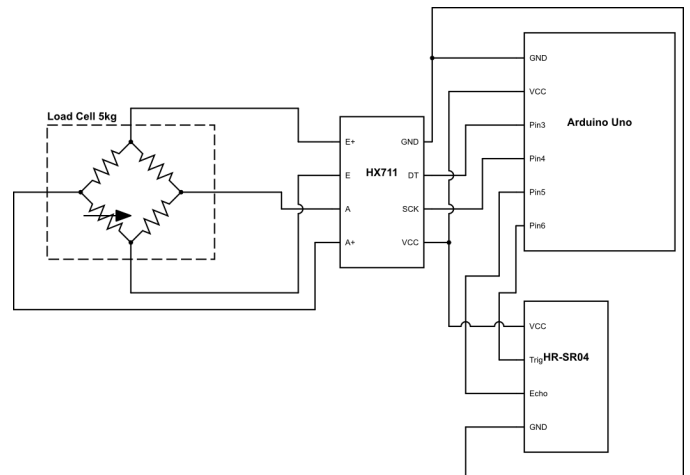 Load Cell 5kg
E+
E
A
A+
HX711
GND
DT
SCK
VCC
GND
VCC
Pin3
Pin4
Pin5
Pin6
Arduino Uno
VCC
Trig
Echo
GND
HR-SR04